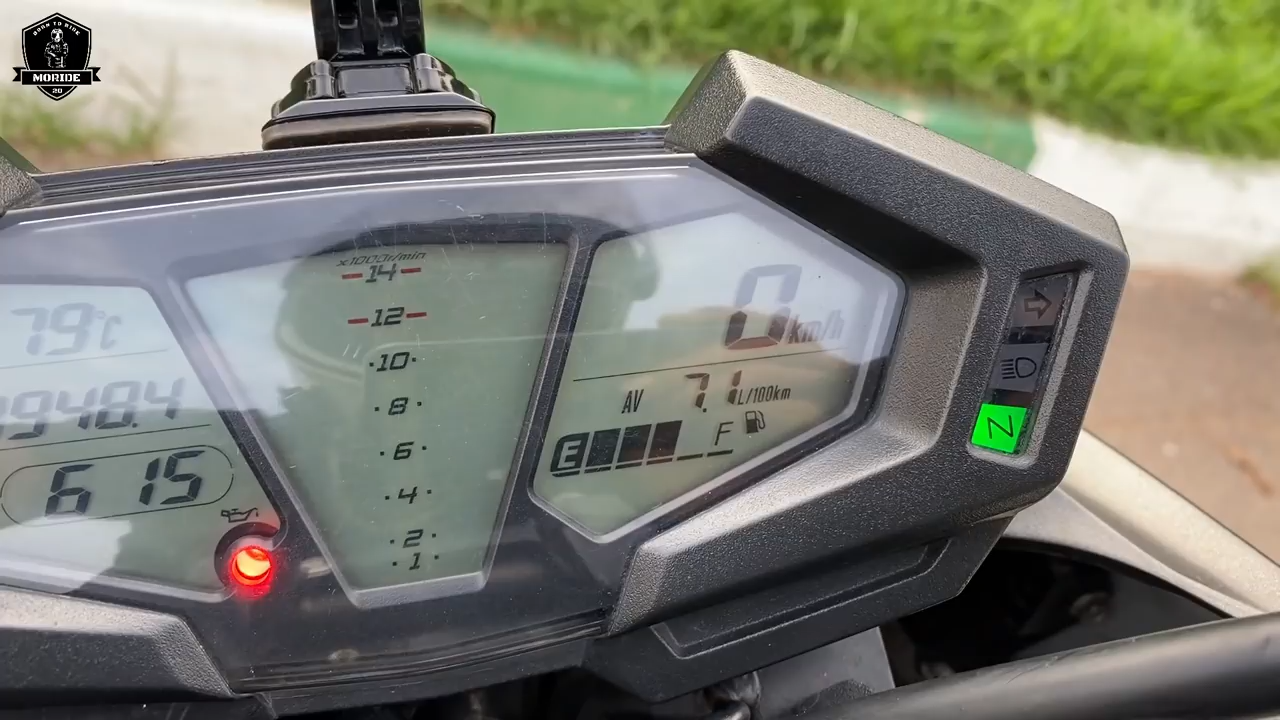 BORN TO RIDE
MORIDE
20
x1000r/min
14
12
10
8
6
4
2
1
79°C
9948.4
6 15
0 km/h
AV 7.1 L/100km
E F
N